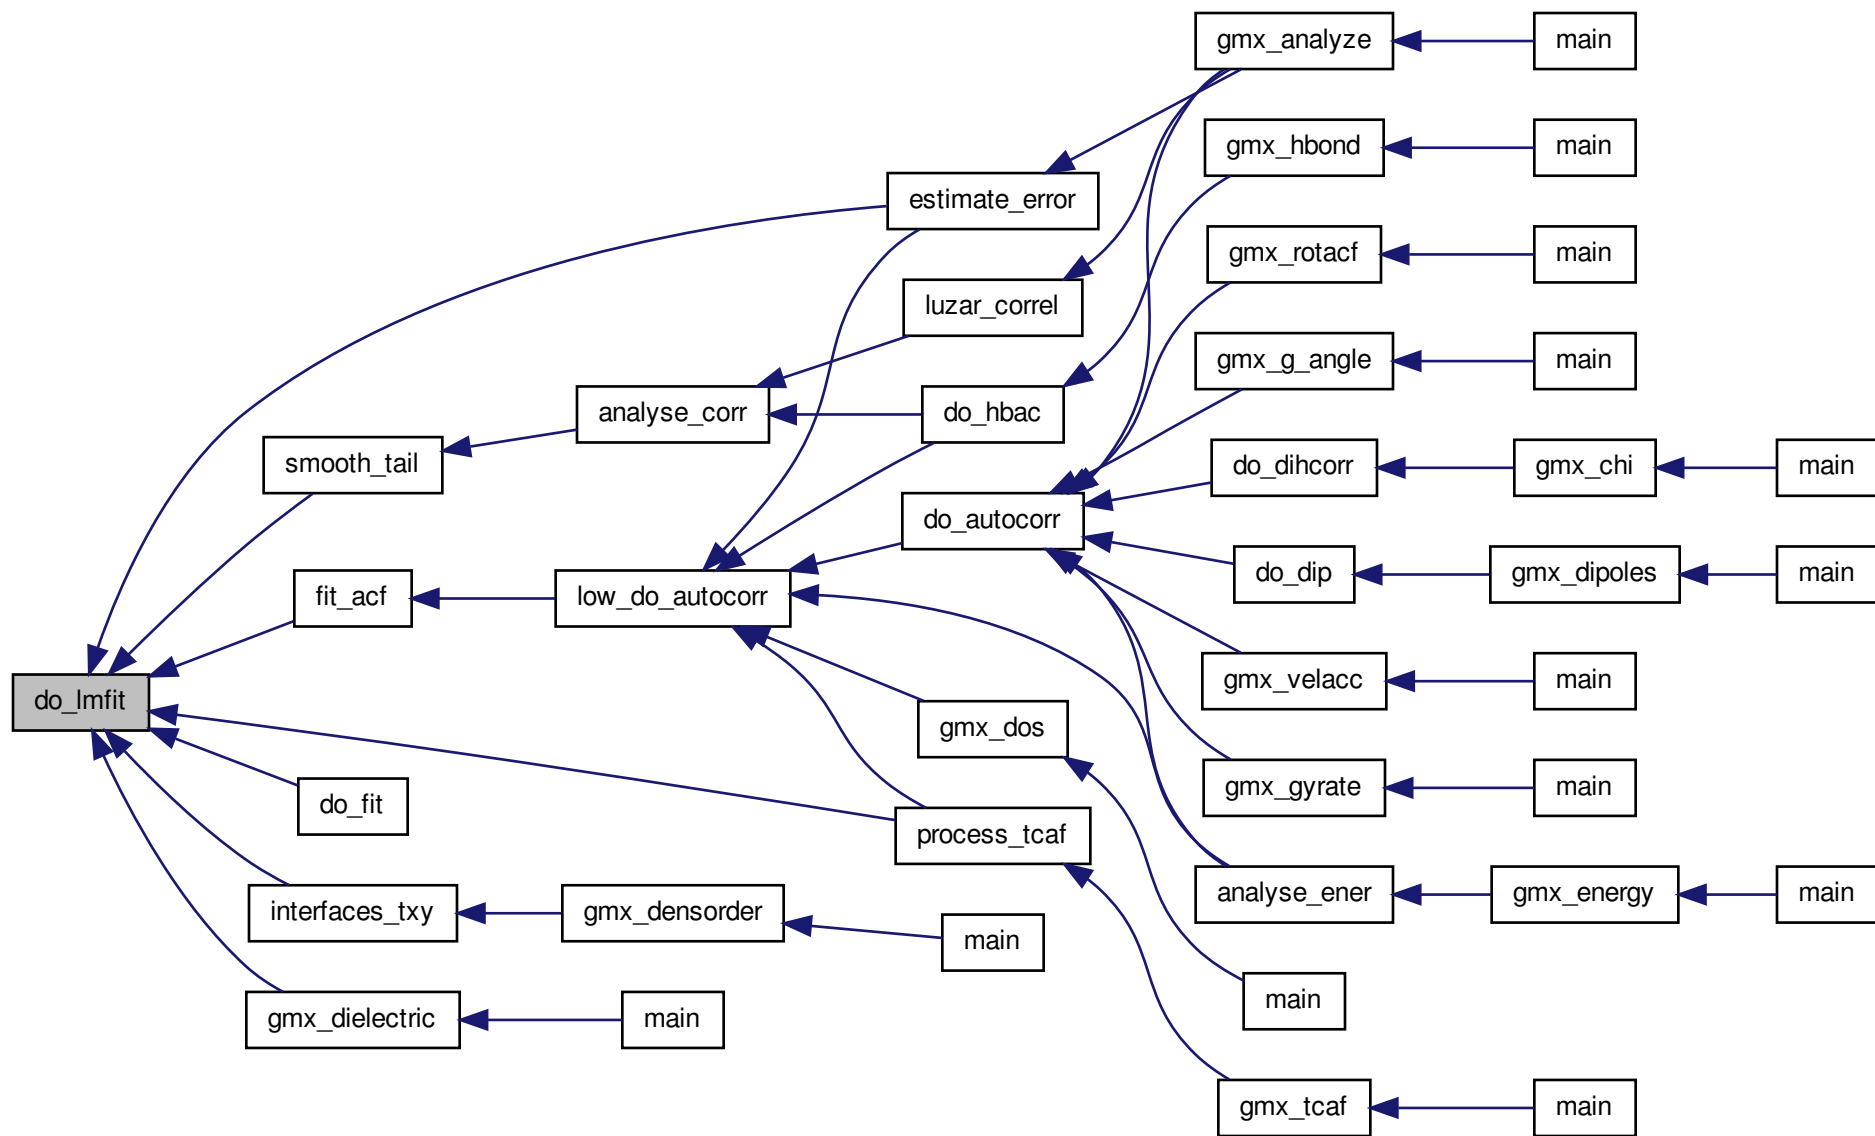 gmx_analyze
main
gmx_hbond
main
estimate_error
gmx_rotacf
main
luzar_correl
gmx_g_angle
main
analyse_corr
do_hbac
smooth_tail
do_dihcorr
gmx_chi
main
do_autocorr
do_dip
gmx_dipoles
main
fit_acf
low_do_autocorr
gmx_velacc
main
do_lmfit
gmx_dos
gmx_gyrate
main
do_fit
process_tcaf
analyse_ener
gmx_energy
main
interfaces_txy
gmx_densorder
main
main
gmx_dielectric
main
gmx_tcaf
main